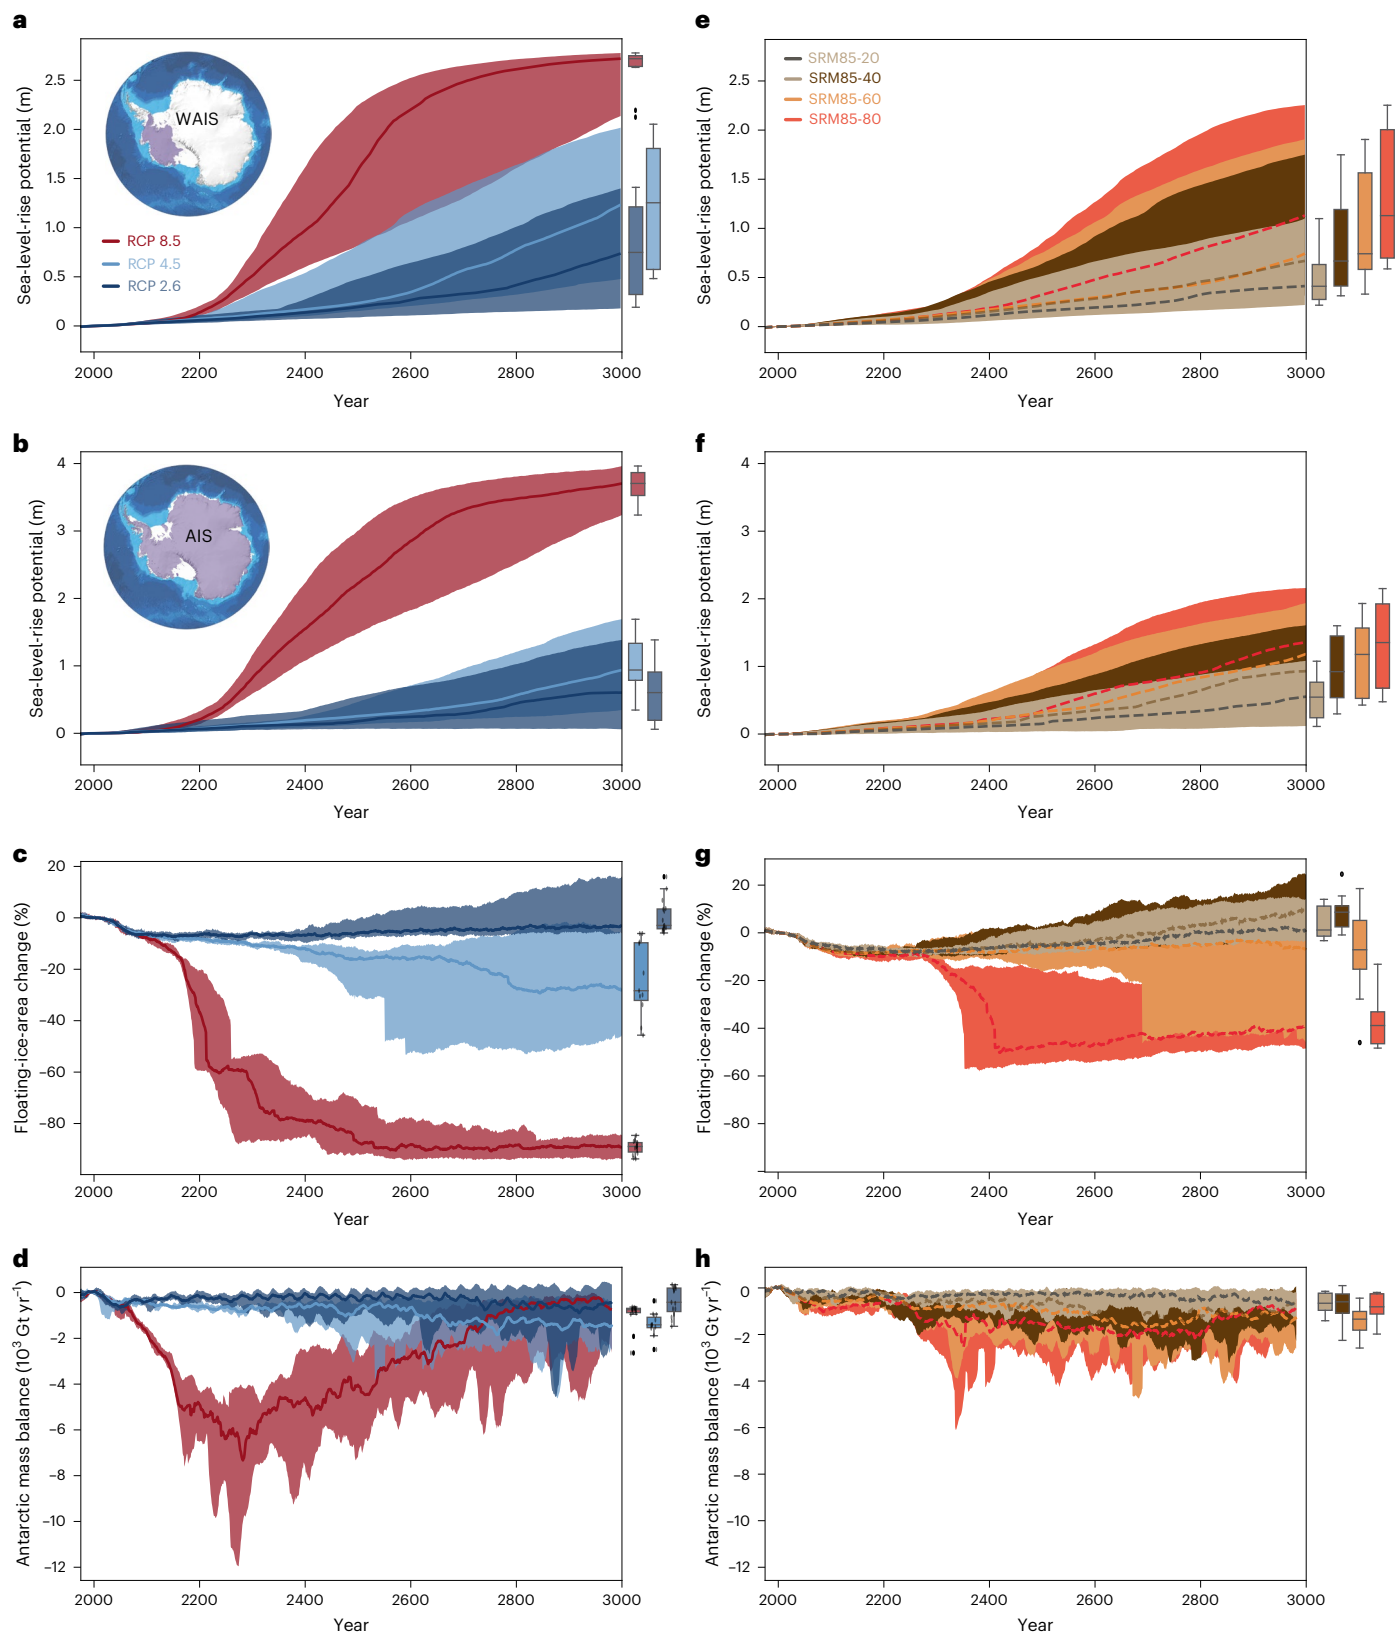 a
Sea-level-rise potential (m)
2.5
2.0
1.5
1.0
0.5
0
WAIS
RCP 8.5
RCP 4.5
RCP 2.6
2000 2200 2400 2600 2800 3000
Year
e
Sea-level-rise potential (m)
2.5
2.0
1.5
1.0
0.5
0
SRM85-20
SRM85-40
SRM85-60
SRM85-80
2000 2200 2400 2600 2800 3000
Year
b
Sea-level-rise potential (m)
4
3
2
1
0
AIS
2000 2200 2400 2600 2800 3000
Year
f
Sea-level-rise potential (m)
4
3
2
1
0
2000 2200 2400 2600 2800 3000
Year
c
Floating-ice-area change (%)
20
0
–20
–40
–60
–80
2000 2200 2400 2600 2800 3000
Year
g
Floating-ice-area change (%)
20
0
–20
–40
–60
–80
2000 2200 2400 2600 2800 3000
Year
d
Antarctic mass balance (10³ Gt yr⁻¹)
0
–2
–4
–6
–8
–10
–12
2000 2200 2400 2600 2800 3000
Year
h
Antarctic mass balance (10³ Gt yr⁻¹)
0
–2
–4
–6
–8
–10
–12
2000 2200 2400 2600 2800 3000
Year